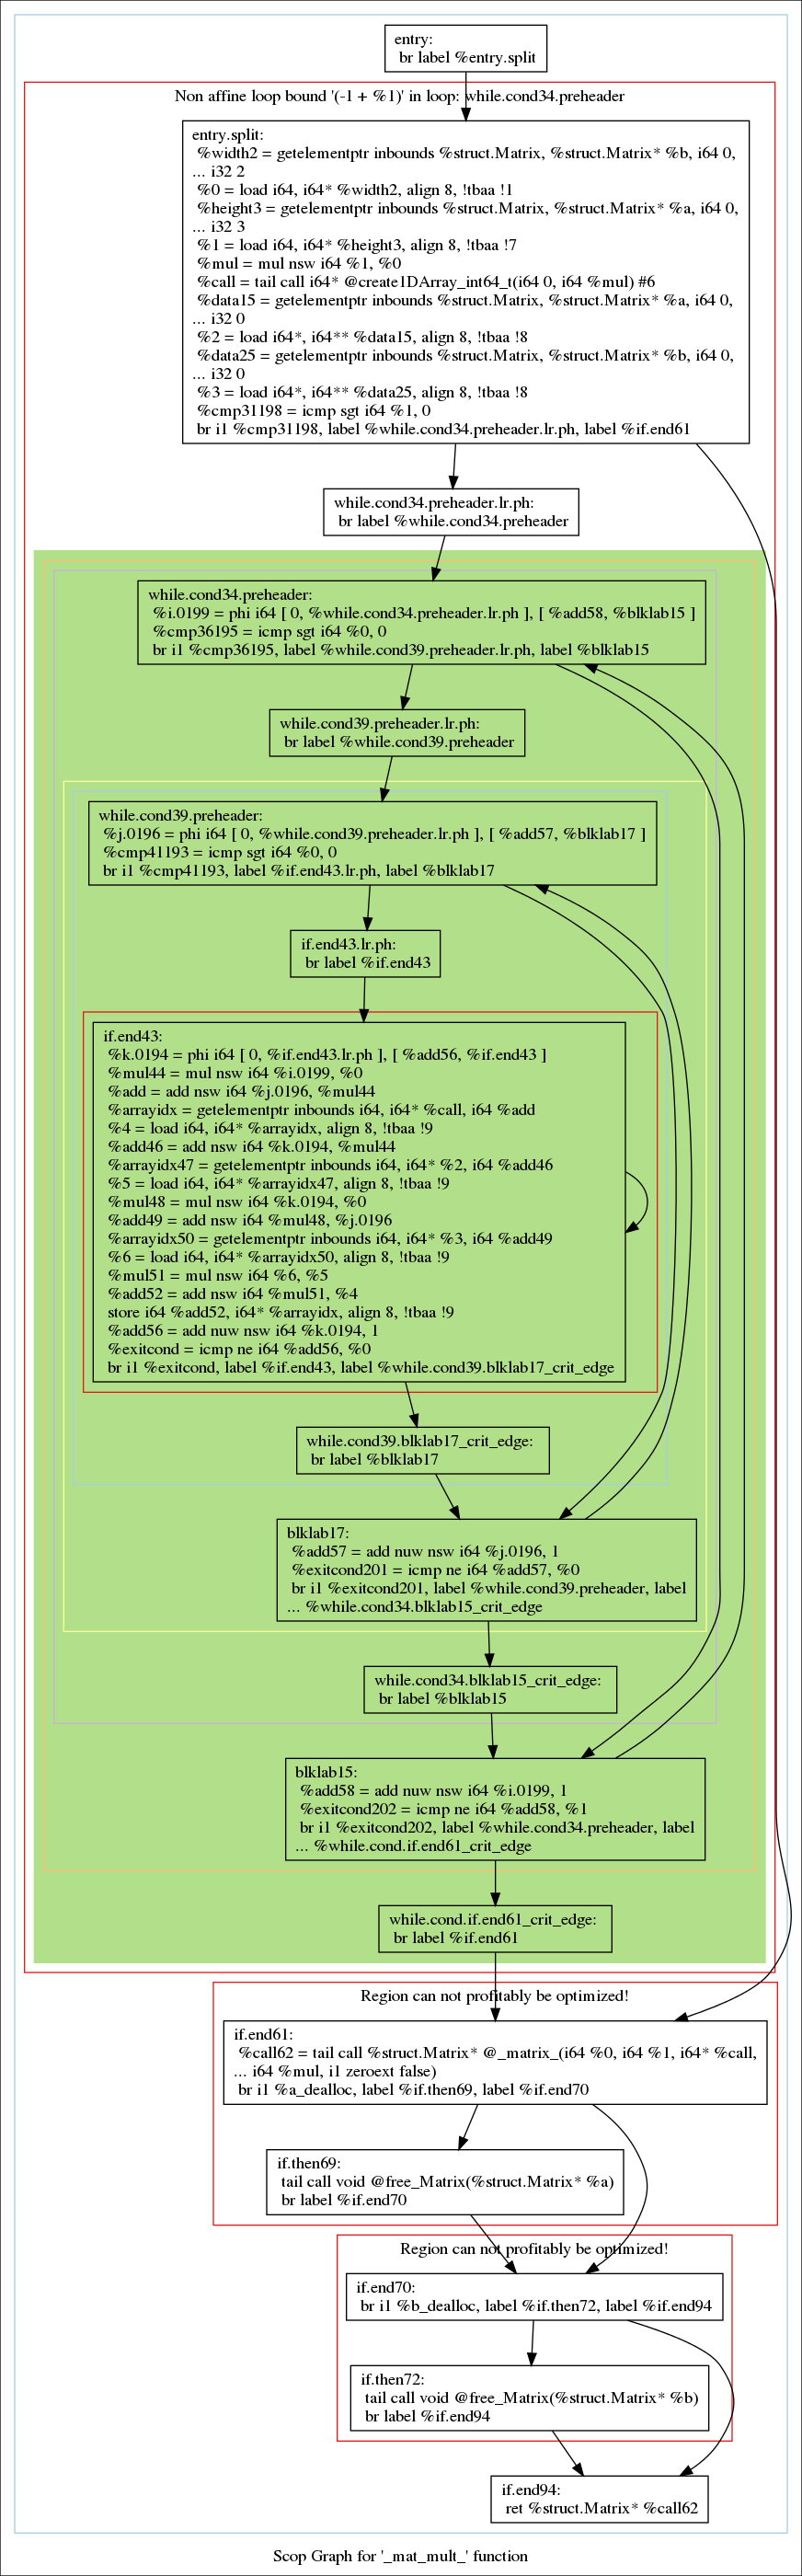 entry:
br label %entry.split
Non affine loop bound '(-1 + %1)' in loop: while.cond34.preheader
entry.split:
%width2 = getelementptr inbounds %struct.Matrix, %struct.Matrix* %b, i64 0,
... i32 2
%0 = load i64, i64* %width2, align 8, !tbaa !1
%height3 = getelementptr inbounds %struct.Matrix, %struct.Matrix* %a, i64 0,
... i32 3
%1 = load i64, i64* %height3, align 8, !tbaa !7
%mul = mul nsw i64 %1, %0
%call = tail call i64* @create1DArray_int64_t(i64 0, i64 %mul) #6
%data15 = getelementptr inbounds %struct.Matrix, %struct.Matrix* %a, i64 0,
... i32 0
%2 = load i64*, i64** %data15, align 8, !tbaa !8
%data25 = getelementptr inbounds %struct.Matrix, %struct.Matrix* %b, i64 0,
... i32 0
%3 = load i64*, i64** %data25, align 8, !tbaa !8
%cmp31198 = icmp sgt i64 %1, 0
br i1 %cmp31198, label %while.cond34.preheader.lr.ph, label %if.end61
while.cond34.preheader.lr.ph:
br label %while.cond34.preheader
while.cond34.preheader:
%i.0199 = phi i64 [ 0, %while.cond34.preheader.lr.ph ], [ %add58, %blklab15 ]
%cmp36195 = icmp sgt i64 %0, 0
br i1 %cmp36195, label %while.cond39.preheader.lr.ph, label %blklab15
while.cond39.preheader.lr.ph:
br label %while.cond39.preheader
while.cond39.preheader:
%j.0196 = phi i64 [ 0, %while.cond39.preheader.lr.ph ], [ %add57, %blklab17 ]
%cmp41193 = icmp sgt i64 %0, 0
br i1 %cmp41193, label %if.end43.lr.ph, label %blklab17
if.end43.lr.ph:
br label %if.end43
if.end43:
%k.0194 = phi i64 [ 0, %if.end43.lr.ph ], [ %add56, %if.end43 ]
%mul44 = mul nsw i64 %i.0199, %0
%add = add nsw i64 %j.0196, %mul44
%arrayidx = getelementptr inbounds i64, i64* %call, i64 %add
%4 = load i64, i64* %arrayidx, align 8, !tbaa !9
%add46 = add nsw i64 %k.0194, %mul44
%arrayidx47 = getelementptr inbounds i64, i64* %2, i64 %add46
%5 = load i64, i64* %arrayidx47, align 8, !tbaa !9
%mul48 = mul nsw i64 %k.0194, %0
%add49 = add nsw i64 %mul48, %j.0196
%arrayidx50 = getelementptr inbounds i64, i64* %3, i64 %add49
%6 = load i64, i64* %arrayidx50, align 8, !tbaa !9
%mul51 = mul nsw i64 %6, %5
%add52 = add nsw i64 %mul51, %4
store i64 %add52, i64* %arrayidx, align 8, !tbaa !9
%add56 = add nuw nsw i64 %k.0194, 1
%exitcond = icmp ne i64 %add56, %0
br i1 %exitcond, label %if.end43, label %while.cond39.blklab17_crit_edge
while.cond39.blklab17_crit_edge:
br label %blklab17
blklab17:
%add57 = add nuw nsw i64 %j.0196, 1
%exitcond201 = icmp ne i64 %add57, %0
br i1 %exitcond201, label %while.cond39.preheader, label
... %while.cond34.blklab15_crit_edge
while.cond34.blklab15_crit_edge:
br label %blklab15
blklab15:
%add58 = add nuw nsw i64 %i.0199, 1
%exitcond202 = icmp ne i64 %add58, %1
br i1 %exitcond202, label %while.cond34.preheader, label
... %while.cond.if.end61_crit_edge
while.cond.if.end61_crit_edge:
br label %if.end61
Region can not profitably be optimized!
if.end61:
%call62 = tail call %struct.Matrix* @_matrix_(i64 %0, i64 %1, i64* %call,
... i64 %mul, i1 zeroext false)
br i1 %a_dealloc, label %if.then69, label %if.end70
if.then69:
tail call void @free_Matrix(%struct.Matrix* %a)
br label %if.end70
Region can not profitably be optimized!
if.end70:
br i1 %b_dealloc, label %if.then72, label %if.end94
if.then72:
tail call void @free_Matrix(%struct.Matrix* %b)
br label %if.end94
if.end94:
ret %struct.Matrix* %call62
Scop Graph for '_mat_mult_' function